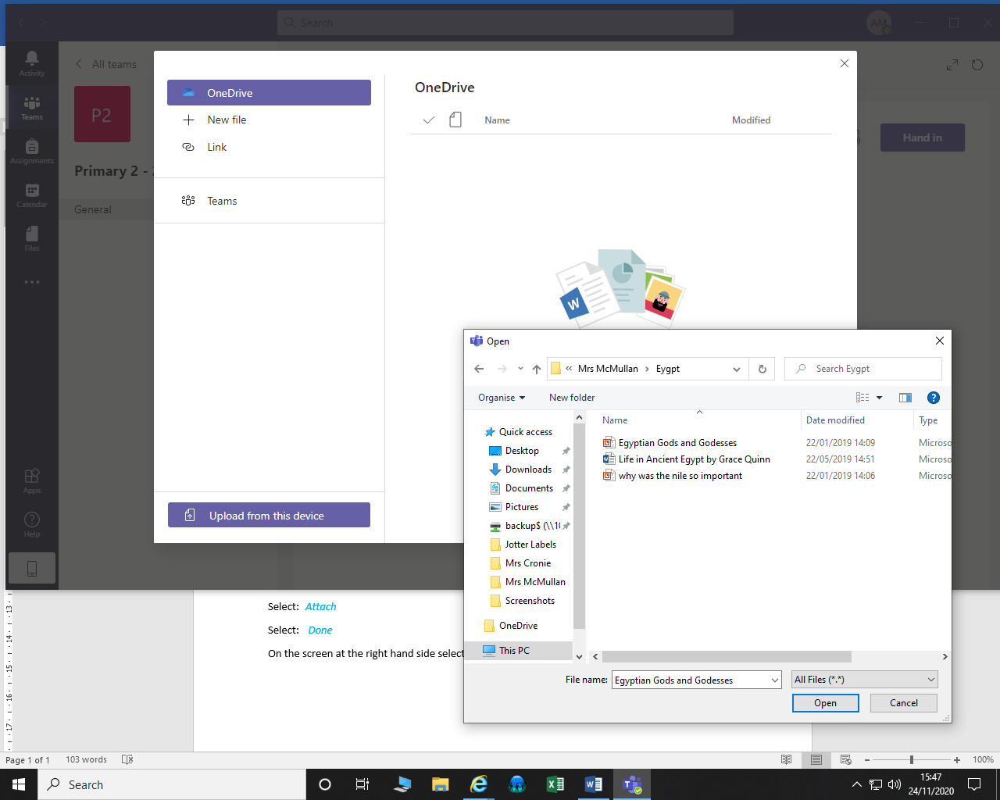 Search
AM
Activity
Teams
Assignments
Calendar
Files
Apps
Help
All teams
P2
Primary 2 -
General
Hand in
OneDrive
New file
Link
Teams
Upload from this device
OneDrive
Name
Modified
W
Open
« Mrs McMullan › Eygpt
Search Eygpt
Organise
New folder
Quick access
Desktop
Downloads
Documents
Pictures
backup$ (\\1
Jotter Labels
Mrs Cronie
Mrs McMullan
Screenshots
OneDrive
This PC
Name Date modified Type
Egyptian Gods and Godesses 22/01/2019 14:09 Microso
Life in Ancient Egypt by Grace Quinn 22/05/2019 14:51 Microso
why was the nile so important 22/01/2019 14:06 Microso
File name: Egyptian Gods and Godesses
All Files (*.*)
Open
Cancel
Select: Attach
Select: Done
On the screen at the right hand side select
13
14
15
16
17
Page 1 of 1 103 words
100%
Search
15:47
24/11/2020